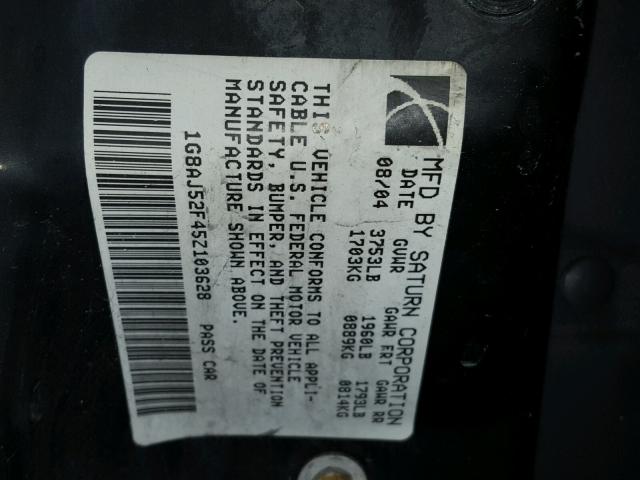 MFD BY SATURN CORPORATION
DATE GVWR GAWR FRT GAWR RR
08/04 3753LB 1960LB 1793LB
1703KG 0889KG 0814KG
THIS VEHICLE CONFORMS TO ALL APPLI-
CABLE U.S. FEDERAL MOTOR VEHICLE
SAFETY, BUMPER, AND THEFT PREVENTION
STANDARDS IN EFFECT ON THE DATE OF
MANUFACTURE SHOWN ABOVE.
1G8AJ52F45Z103628 PASS CAR